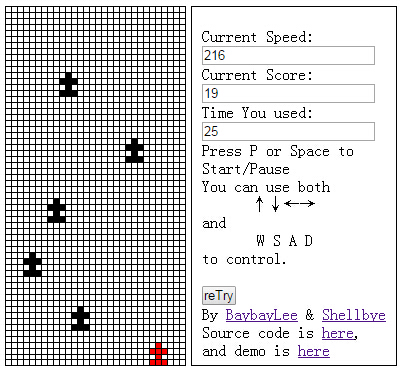 Current Speed:
216
Current Score:
19
Time You used:
25
Press P or Space to
Start/Pause
You can use both
↑ ↓ ←→
and
W S A D
to control.
reTry
By BaybayLee & Shellbye
Source code is here,
and demo is here